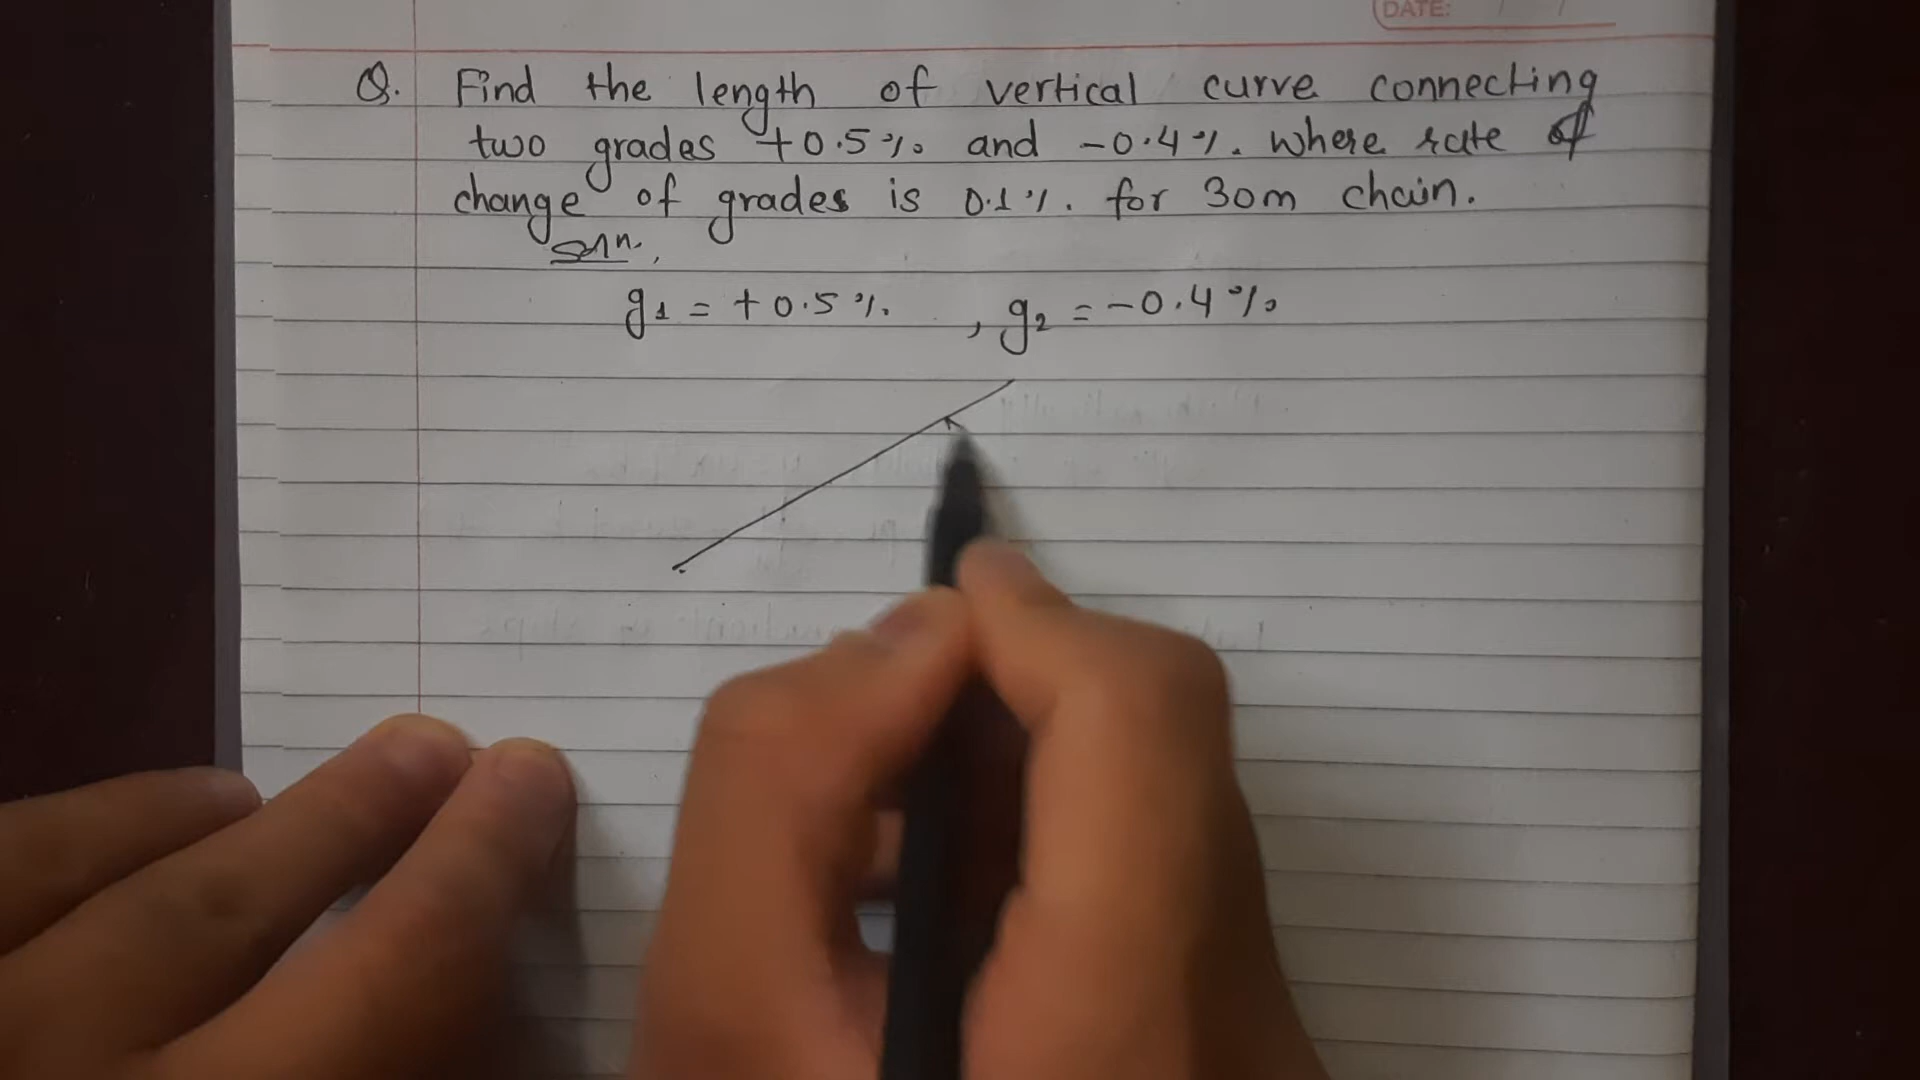 DATE:
Q. Find the length of vertical curve connecting
two grades +0.5% and -0.4%. Where rate of
change of grades is 0.1%. for 30m chain.
Solⁿ.,
g₁ = +0.5%. , g₂ = -0.4%